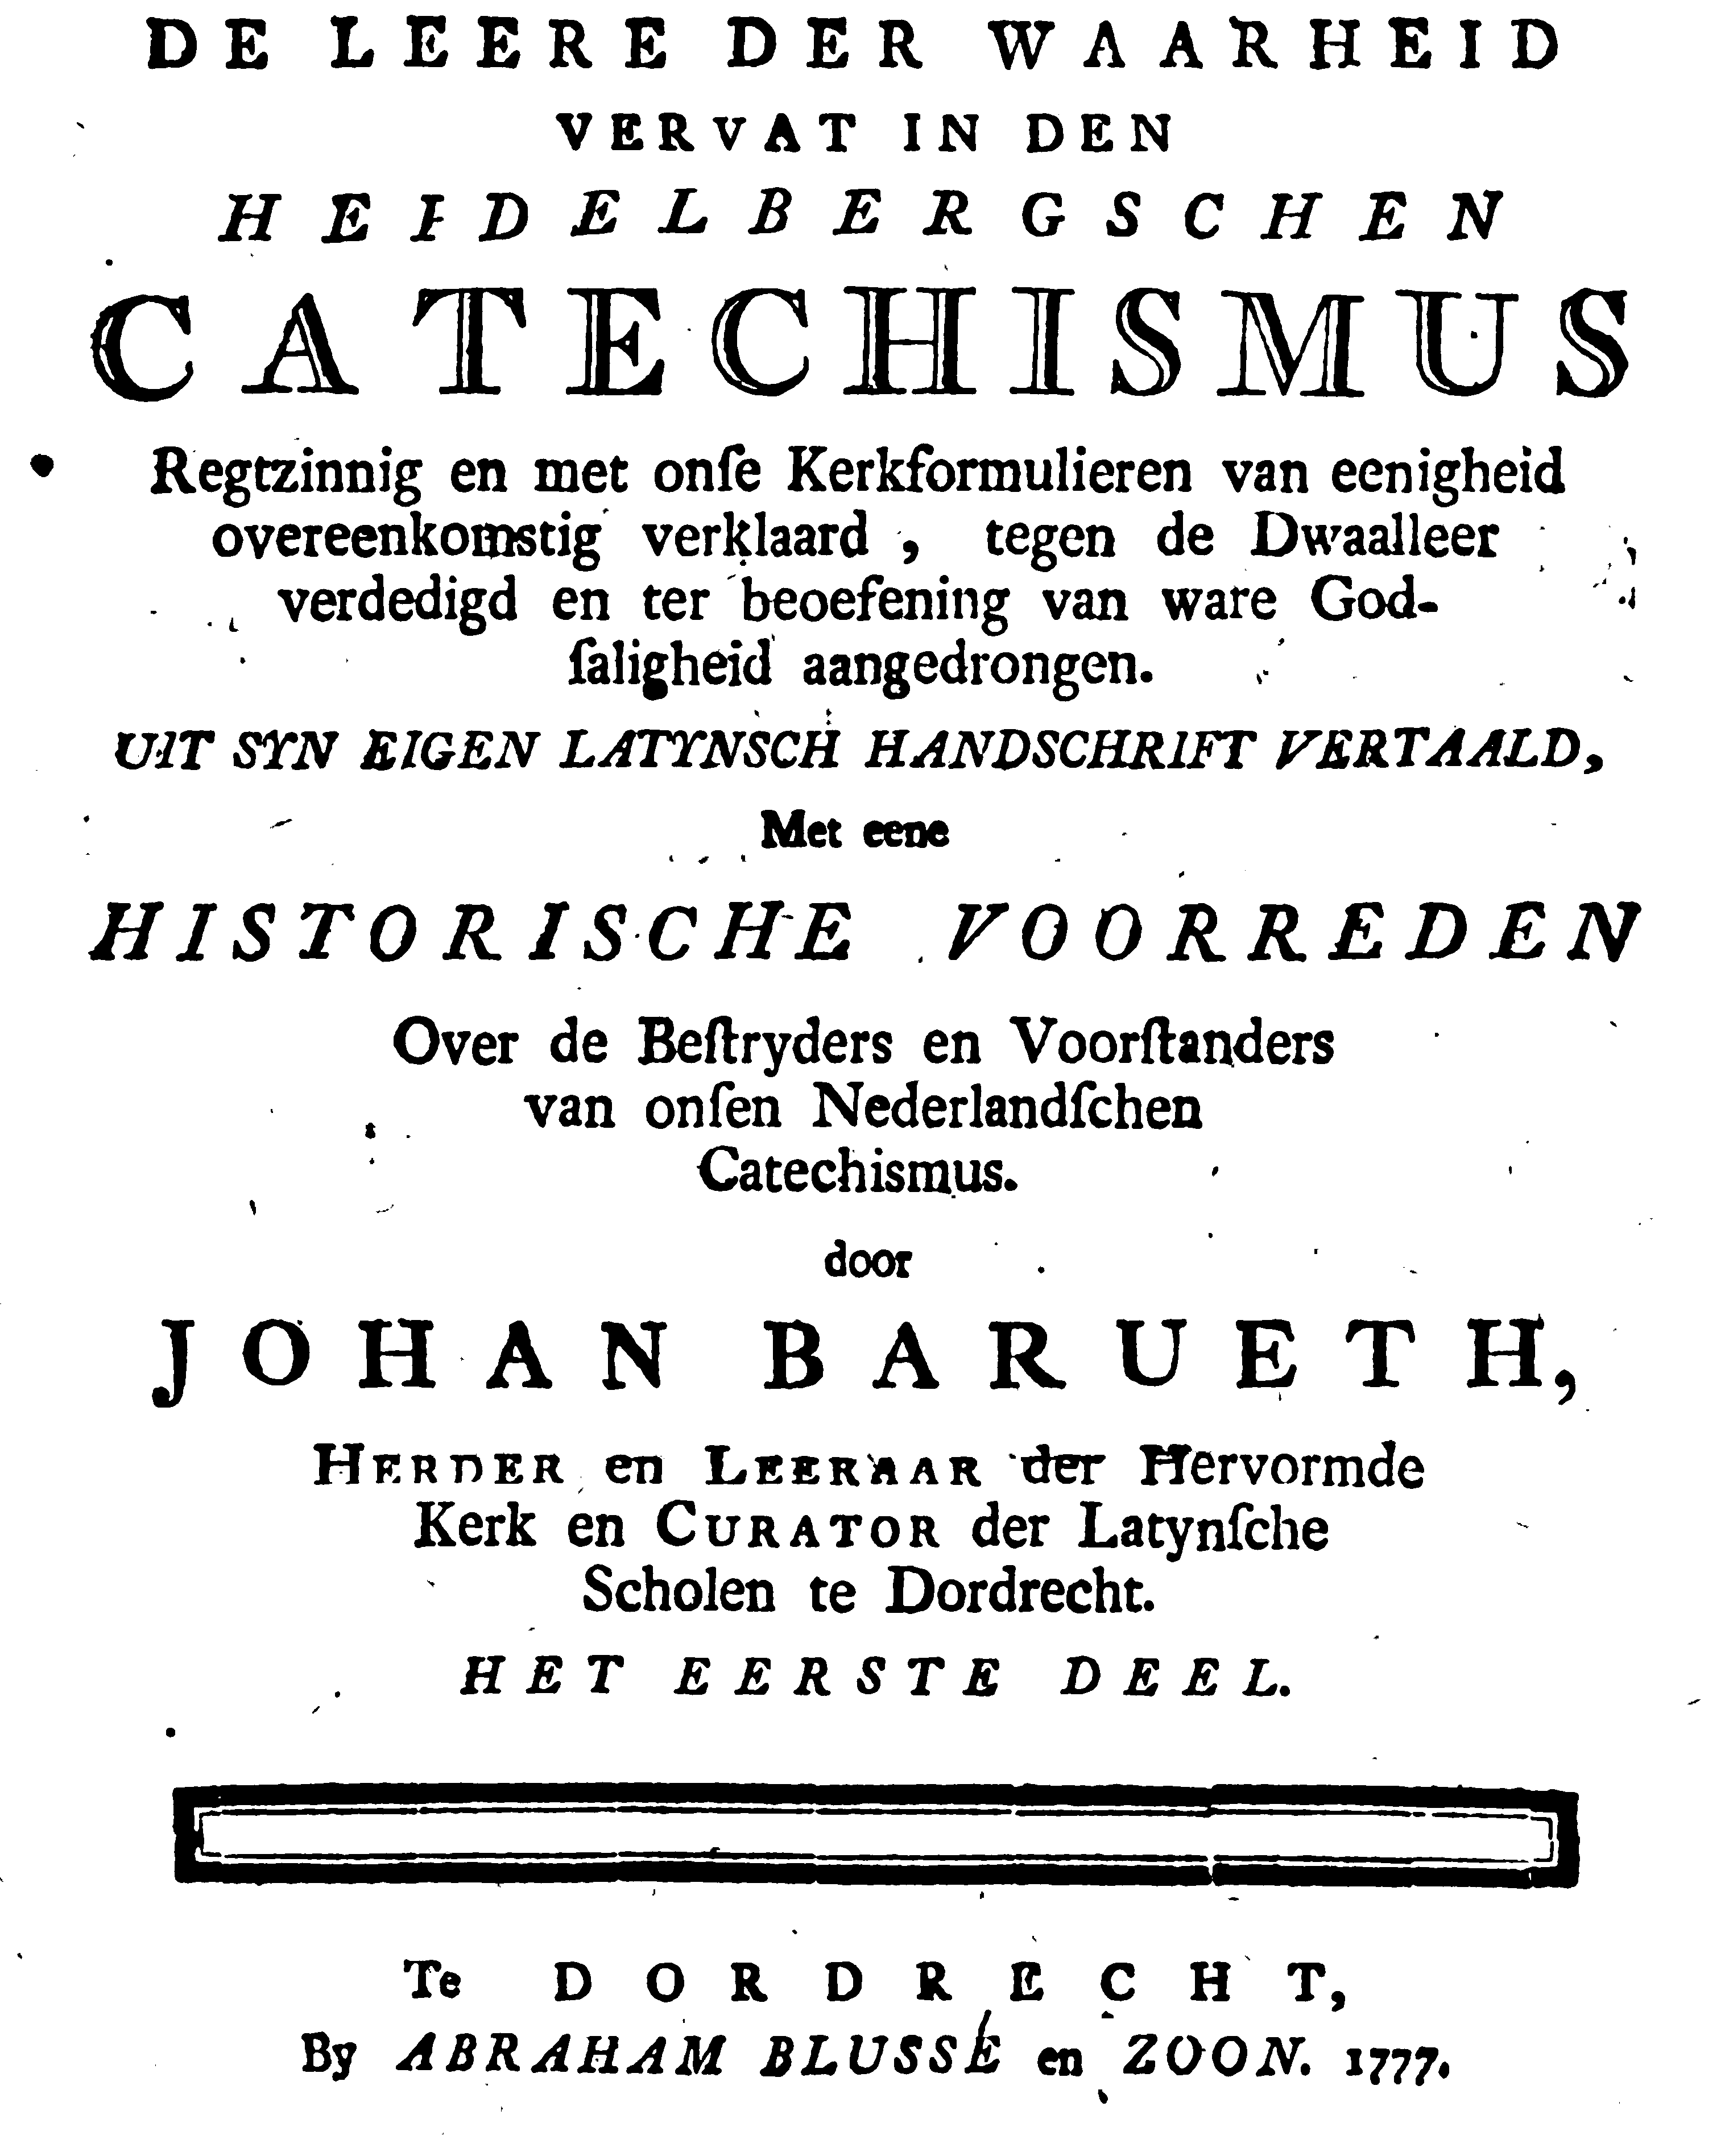 DE LEERE DER WAARHEID
VERVAT IN DEN
HEIDELBERGSCHEN
CATECHISMUS
Regtzinnig en met onſe Kerkformulieren van eenigheid
overeenkomstig verklaard, tegen de Dwaalleer
verdedigd en ter beoefening van ware God-
ſaligheid aangedrongen.
UIT SYN EIGEN LATYNSCH HANDSCHRIFT VERTAALD,
Met eene
HISTORISCHE VOORREDEN
Over de Beſtryders en Voorſtanders
van onſen Nederlandſchen
Catechismus.
door
JOHAN BARUETH,
HERDER en LEERAAR der Hervormde
Kerk en CURATOR der Latynſche
Scholen te Dordrecht.
HET EERSTE DEEL.
Te DORDRECHT,
By ABRAHAM BLUSSÉ en ZOON. 1777.